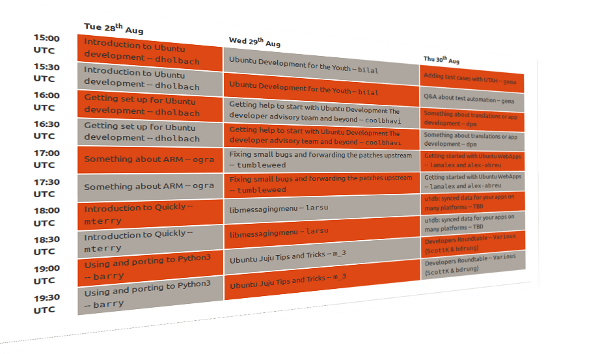 Tue 28th Aug
Wed 29th Aug
Thu 30th Aug
15:00
UTC
Introduction to Ubuntu
development — dholbach
Ubuntu Development for the Youth — bilal
Adding test cases with UTAH — gema
15:30
UTC
Introduction to Ubuntu
development — dholbach
Ubuntu Development for the Youth — bilal
Q&A about test automation — gema
16:00
UTC
Getting set up for Ubuntu
development — dholbach
Getting help to start with Ubuntu Development The
developer advisory team and beyond — coolbhavi
Something about translations or app
development — dpm
16:30
UTC
Getting set up for Ubuntu
development — dholbach
Getting help to start with Ubuntu Development The
developer advisory team and beyond — coolbhavi
Something about translations or app
development — dpm
17:00
UTC
Something about ARM — ogra
Fixing small bugs and forwarding the patches upstream
— tumbleweed
Getting started with Ubuntu WebApps
— lamalex and alex-abreu
17:30
UTC
Something about ARM — ogra
Fixing small bugs and forwarding the patches upstream
— tumbleweed
Getting started with Ubuntu WebApps
— lamalex and alex-abreu
18:00
UTC
Introduction to Quickly —
mterry
libmessagingmenu — larsu
u1db: synced data for your apps on
many platforms — TBD
18:30
UTC
Introduction to Quickly —
mterry
libmessagingmenu — larsu
u1db: synced data for your apps on
many platforms — TBD
19:00
UTC
Using and porting to Python3
— barry
Ubuntu Juju Tips and Tricks — m_3
Developers Roundtable — Various
(ScottK & bdrung)
19:30
UTC
Using and porting to Python3
— barry
Ubuntu Juju Tips and Tricks — m_3
Developers Roundtable — Various
(ScottK & bdrung)